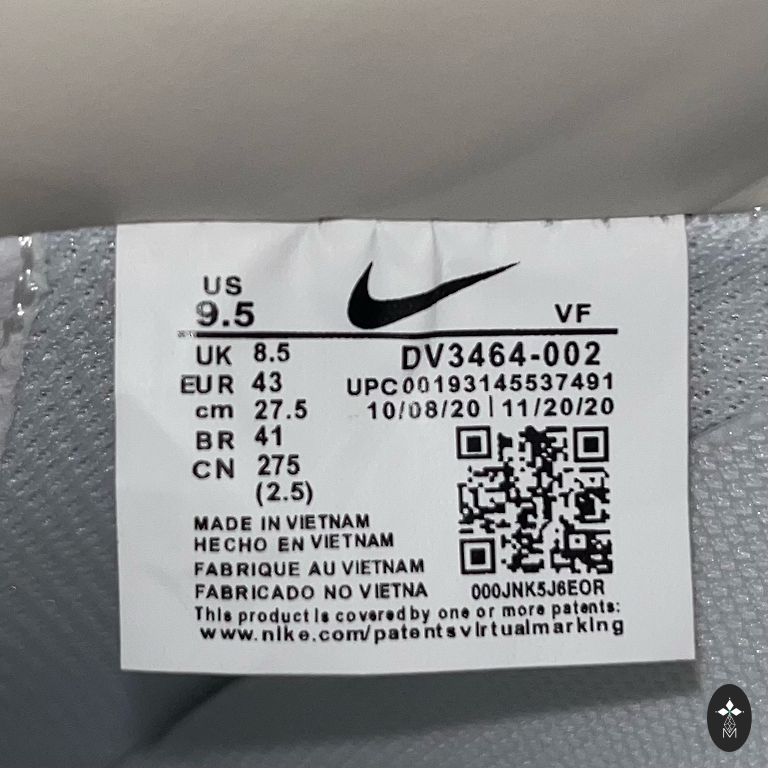 US
9.5
VF
UK 8.5
EUR 43
cm 27.5
BR 41
CN 275
(2.5)
DV3464-002
UPC00193145537491
10/08/20 | 11/20/20
MADE IN VIETNAM
HECHO EN VIETNAM
FABRIQUE AU VIETNAM
FABRICADO NO VIETNA
000JNK5J6EOR
This product is covered by one or more patents:
www.nike.com/patentsvirtualmarking
M